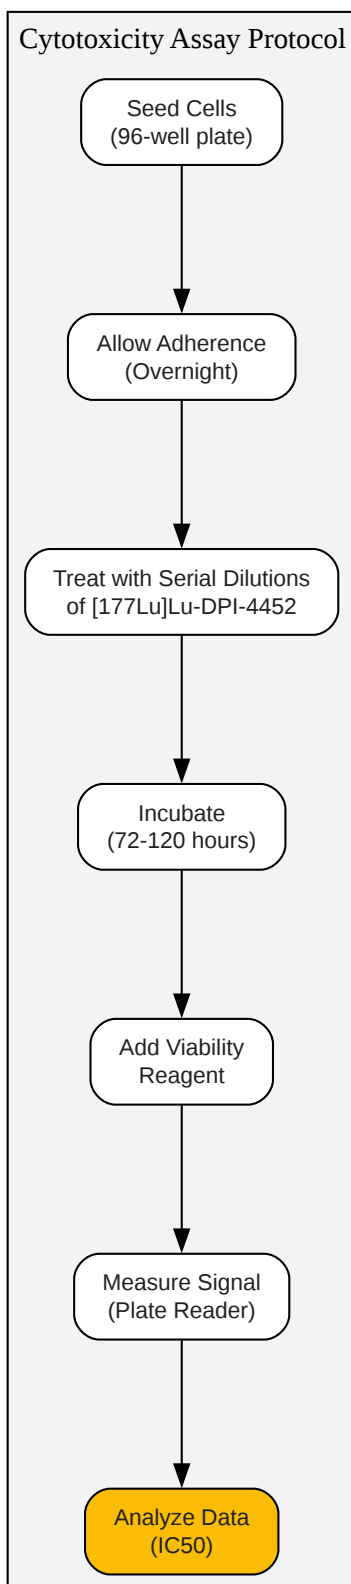 Cytotoxicity Assay Protocol
Seed Cells
(96-well plate)
Allow Adherence
(Overnight)
Treat with Serial Dilutions
of [177Lu]Lu-DPI-4452
Incubate
(72-120 hours)
Add Viability
Reagent
Measure Signal
(Plate Reader)
Analyze Data
(IC50)